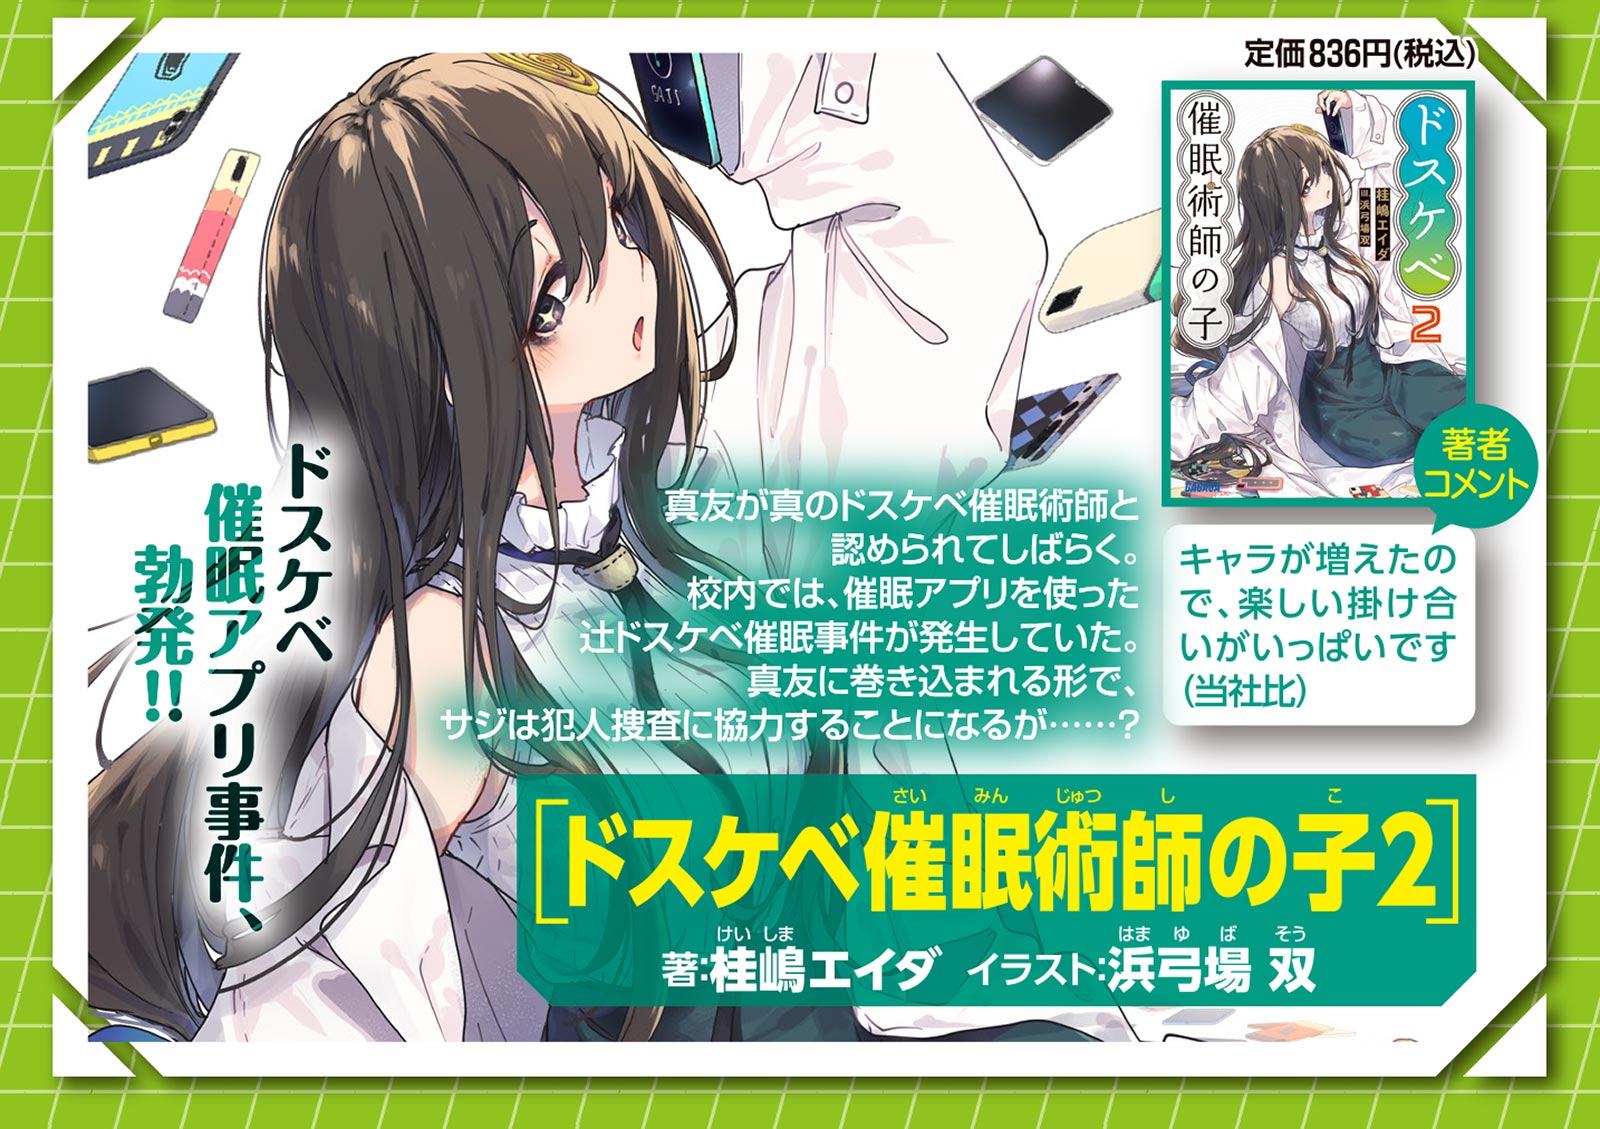 定価836円(税込)
ドスケベ
催眠術師の子
2
桂嶋エイダ
ill.浜弓場双
GAGAGA
SAJI
著者
コメント
キャラが増えたの
で、楽しい掛け合
いがいっぱいです
（当社比）
ドスケベ
催眠アプリ事件、
勃発!!
真友が真のドスケベ催眠術師と
認められてしばらく。
校内では、催眠アプリを使った
辻ドスケベ催眠事件が発生していた。
真友に巻き込まれる形で、
サジは犯人捜査に協力することになるが……？
さい みん じゅつ し こ
［ドスケベ催眠術師の子2］
けい しま はま ゆ ば そう
著:桂嶋エイダ イラスト:浜弓場 双